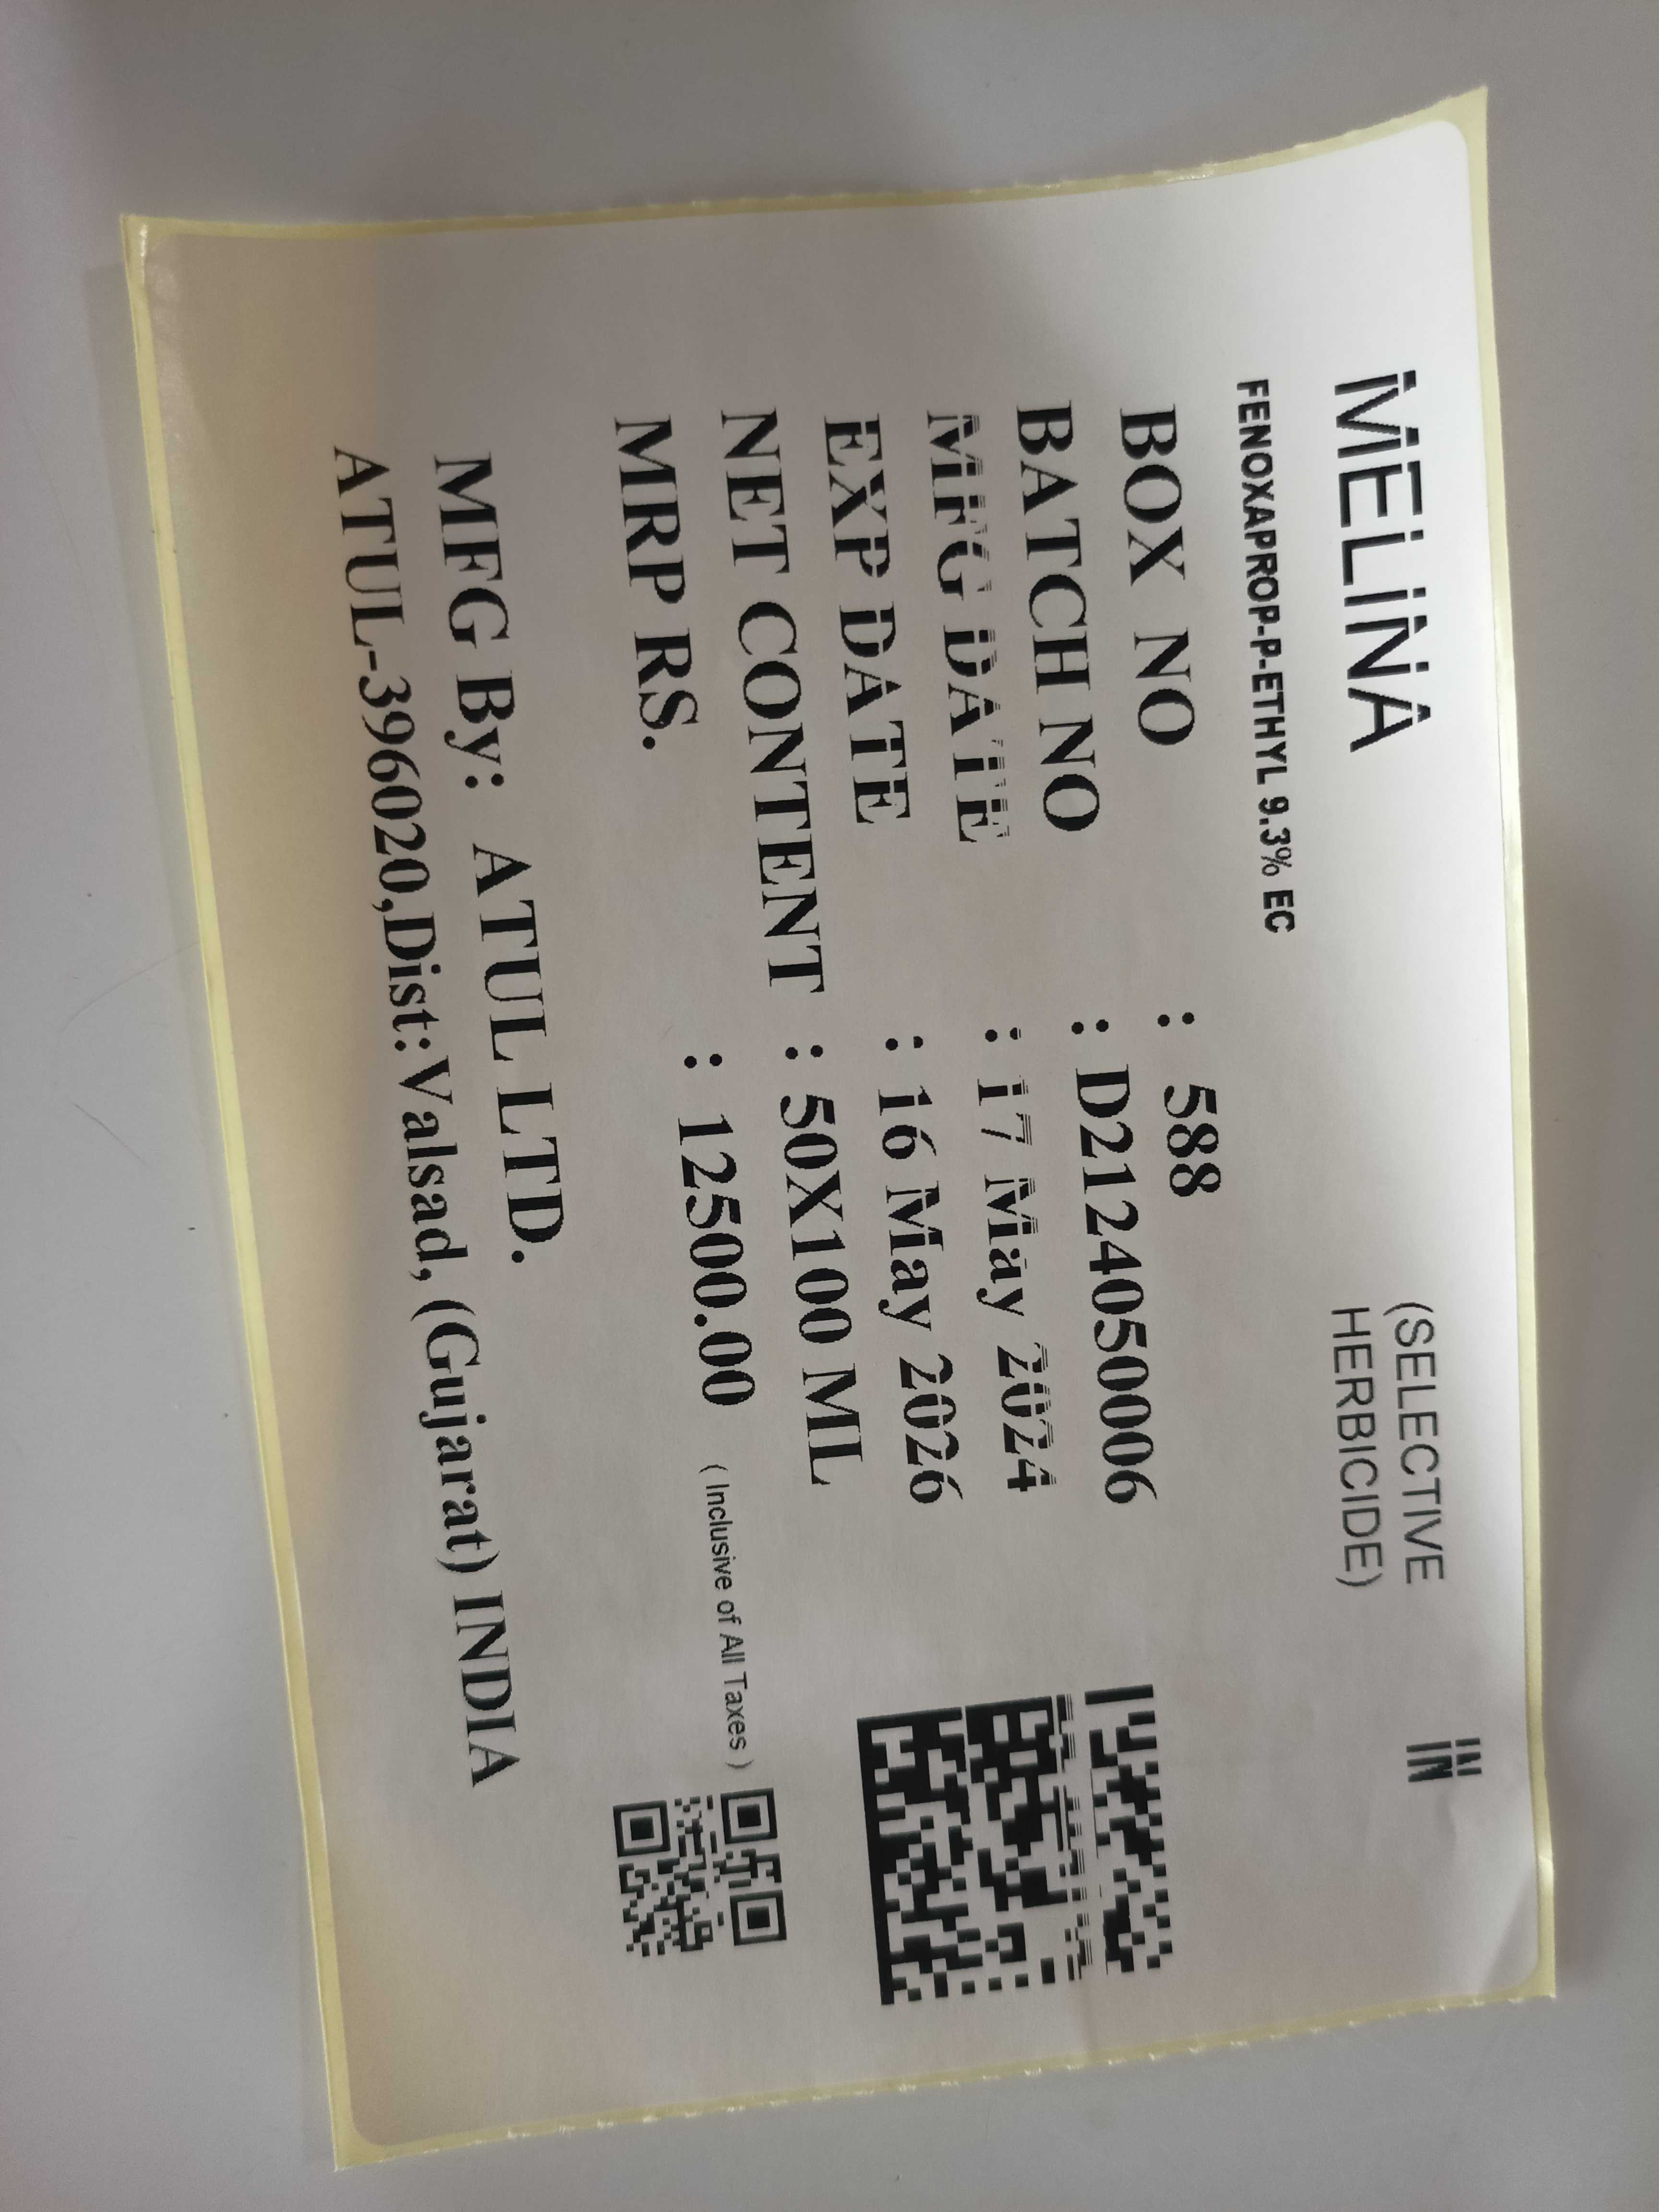 MELINA
(SELECTIVE
HERBICIDE)
IN
FENOXAPROP-P-ETHYL 9.3% EC
BOX NO : 588
BATCH NO : D212405006
MFG DATE : 17 May 2024
EXP DATE : 16 May 2026
NET CONTENT : 50X100 ML
MRP RS. : 12500.00 ( Inclusive of All Taxes )
MFG By: ATUL LTD.
ATUL-396020,Dist:Valsad, (Gujarat) INDIA